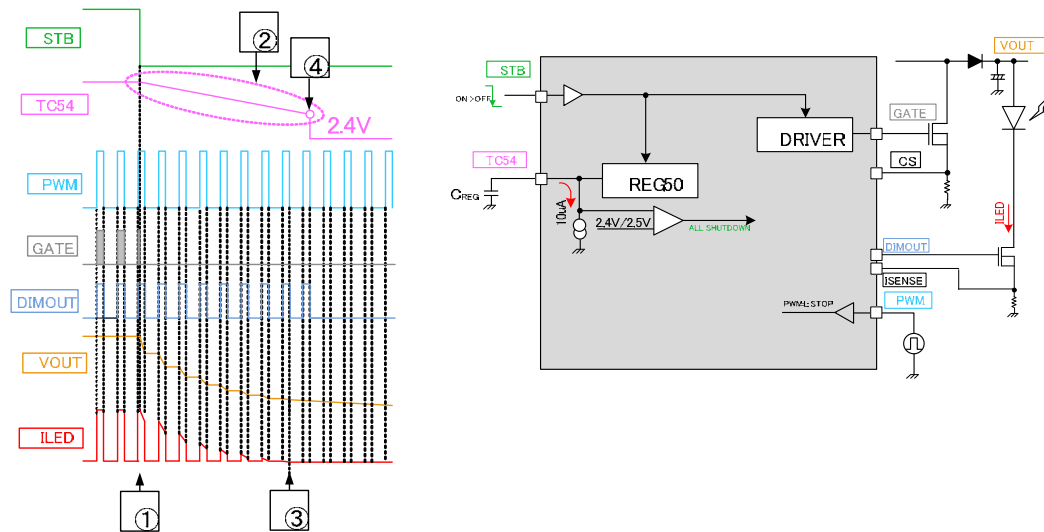 STB
②
④
TC54
2.4V
PWM
GATE
DIMOUT
VOUT
ILED
①
③
STB
ON>OFF
VOUT
GATE
DRIVER
CS
TC54
REG50
CREG
10uA
2.4V/2.5V
ALL SHUTDOWN
ILED
DIMOUT
ISENSE
PWM
PWM=L:STOP